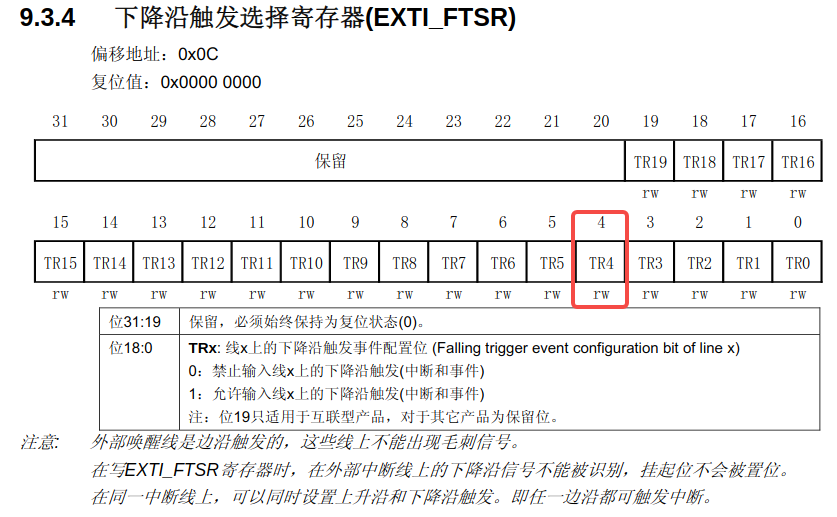 9.3.4 下降沿触发选择寄存器(EXTI_FTSR)
偏移地址：0x0C
复位值：0x0000 0000
31 30 29 28 27 26 25 24 23 22 21 20 19 18 17 16
保留 TR19 TR18 TR17 TR16
rw rw rw rw
15 14 13 12 11 10 9 8 7 6 5 4 3 2 1 0
TR15 TR14 TR13 TR12 TR11 TR10 TR9 TR8 TR7 TR6 TR5 TR4 TR3 TR2 TR1 TR0
rw rw rw rw rw rw rw rw rw rw rw rw rw rw rw rw
位31:19 保留，必须始终保持为复位状态(0)。
位18:0 TRx: 线x上的下降沿触发事件配置位 (Falling trigger event configuration bit of line x)
0：禁止输入线x上的下降沿触发(中断和事件)
1：允许输入线x上的下降沿触发(中断和事件)
注：位19只适用于互联型产品，对于其它产品为保留位。
注意: 外部唤醒线是边沿触发的，这些线上不能出现毛刺信号。
在写EXTI_FTSR寄存器时，在外部中断线上的下降沿信号不能被识别，挂起位不会被置位。
在同一中断线上，可以同时设置上升沿和下降沿触发。即任一边沿都可触发中断。